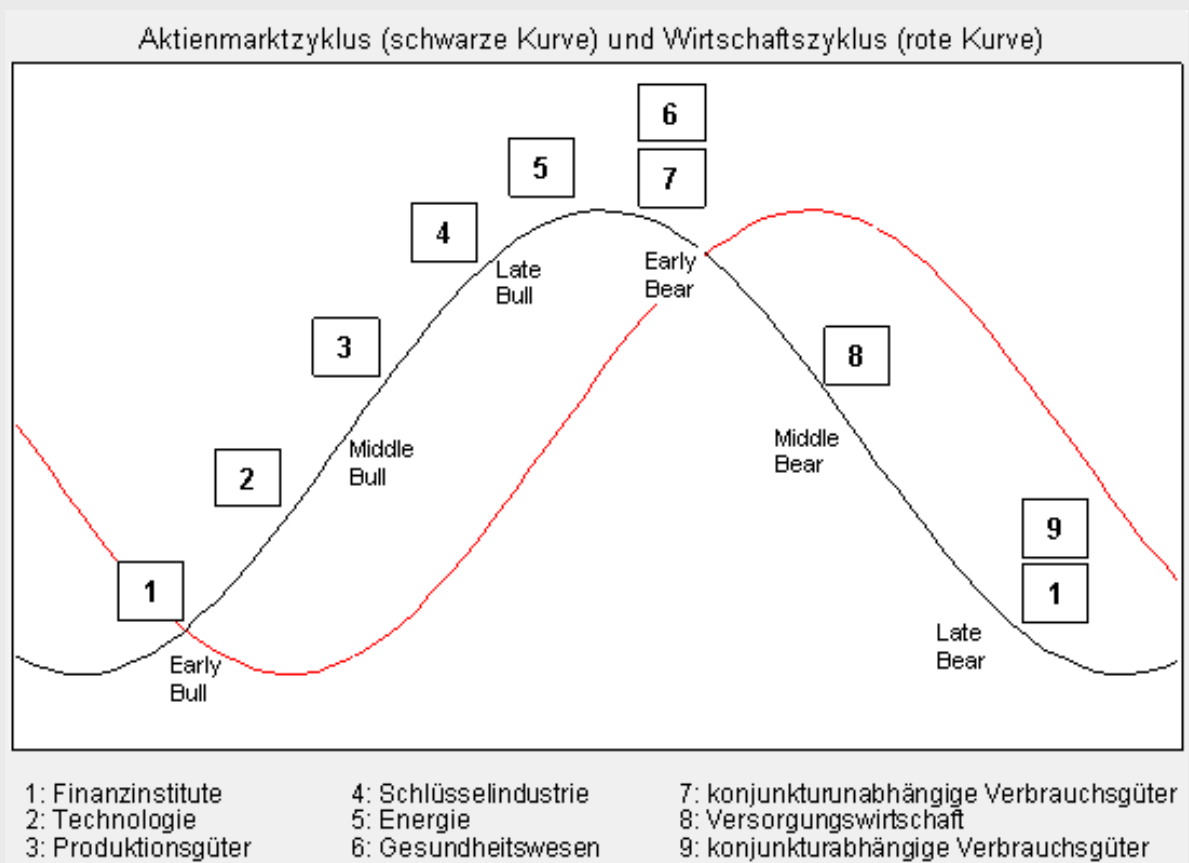 Aktienmarktzyklus (schwarze Kurve) und Wirtschaftszyklus (rote Kurve)
6
5
7
4
Late
Bull
Early
Bear
3
8
Middle
Bull
Middle
Bear
2
9
1
1
Late
Bear
Early
Bull
1: Finanzinstitute
2: Technologie
3: Produktionsgüter
4: Schlüsselindustrie
5: Energie
6: Gesundheitswesen
7: konjunkturunabhängige Verbrauchsgüter
8: Versorgungswirtschaft
9: konjunkturabhängige Verbrauchsgüter